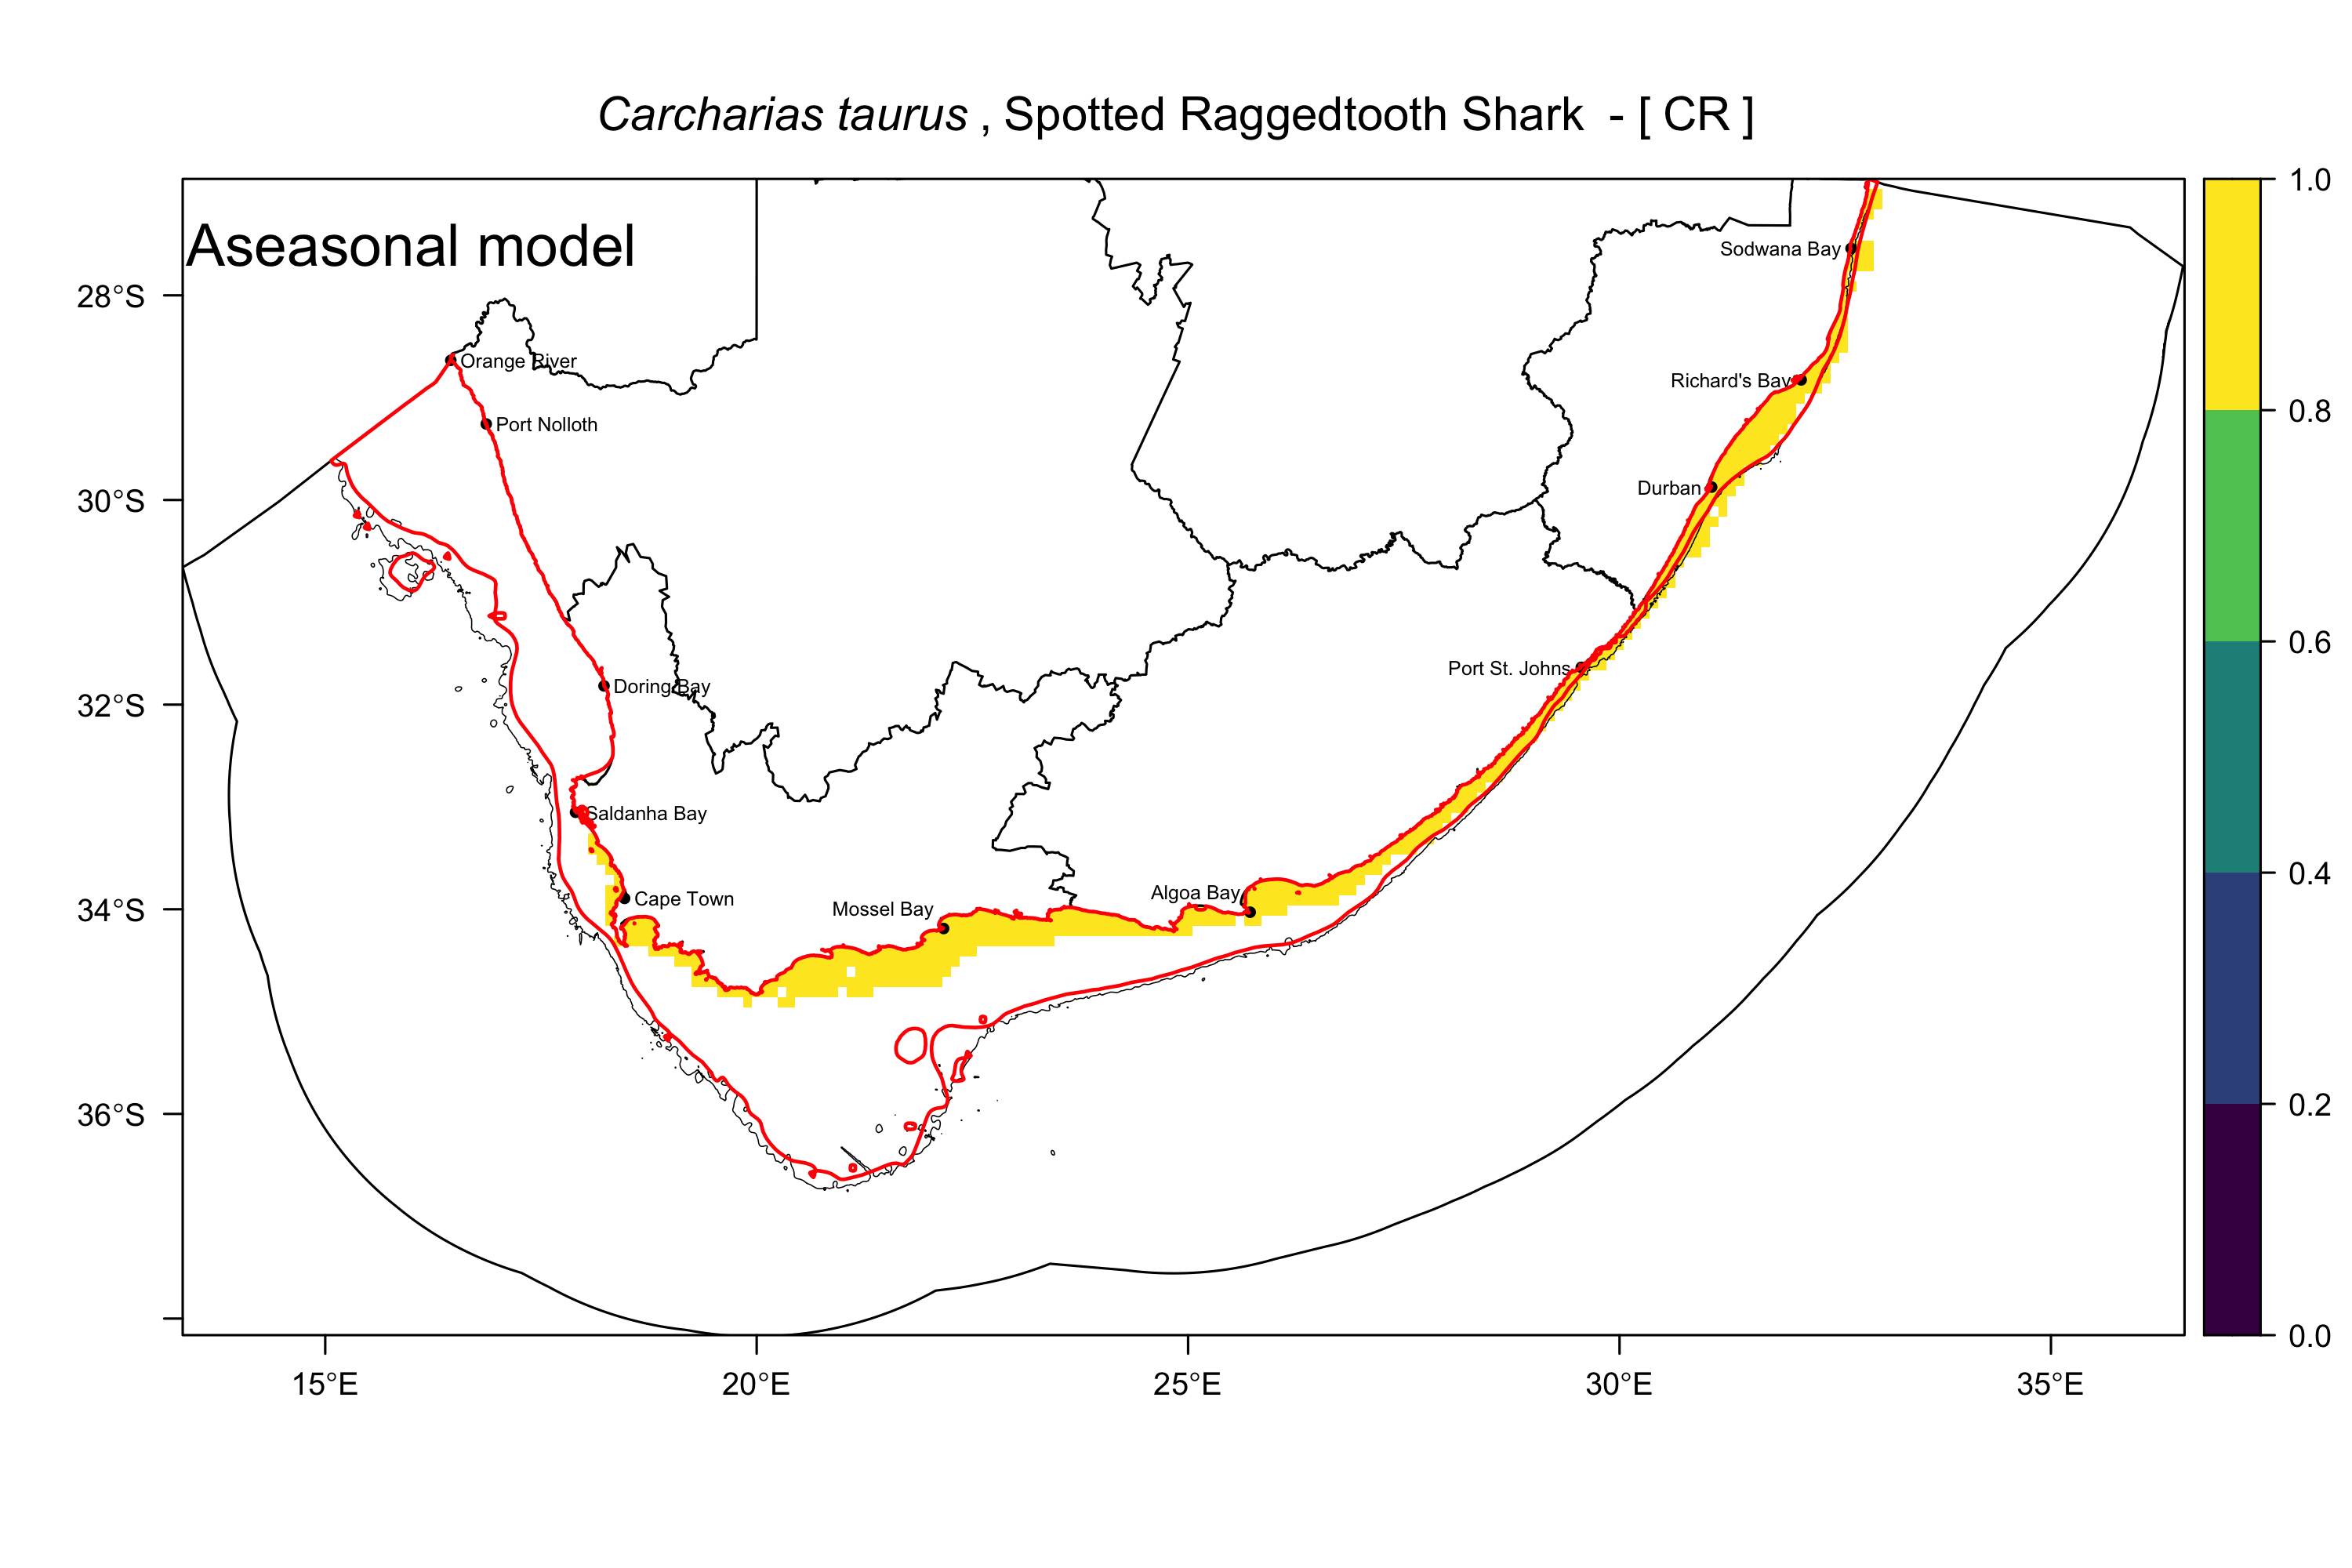 Carcharias taurus , Spotted Raggedtooth Shark - [ CR ]
Aseasonal model
1.0
0.8
0.6
0.4
0.2
0.0
28°S
30°S
32°S
34°S
36°S
Sodwana Bay
Orange River
Richard's Bay
Port Nolloth
Durban
Port St. Johns
Doring Bay
Saldanha Bay
Algoa Bay
Cape Town
Mossel Bay
15°E
20°E
25°E
30°E
35°E